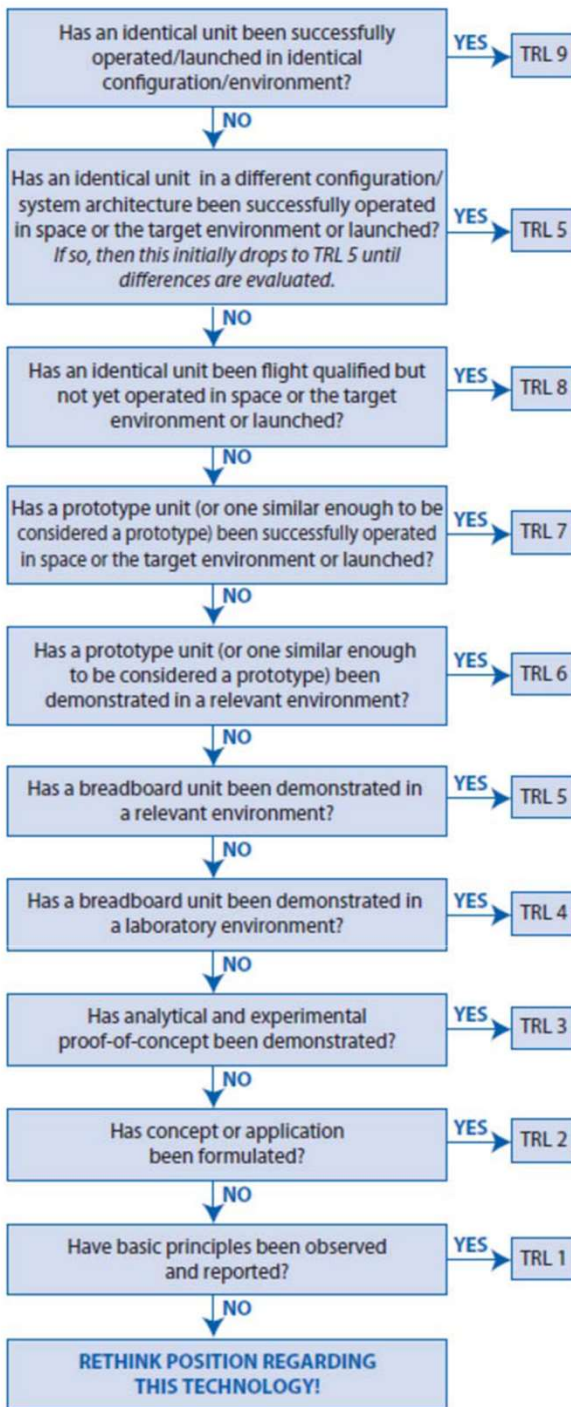 Has an identical unit been successfully
operated/launched in identical
configuration/environment?
YES
TRL 9
NO
Has an identical unit in a different configuration/
system architecture been successfully operated
in space or the target environment or launched?
If so, then this initially drops to TRL 5 until
differences are evaluated.
YES
TRL 5
NO
Has an identical unit been flight qualified but
not yet operated in space or the target
environment or launched?
YES
TRL 8
NO
Has a prototype unit (or one similar enough to be
considered a prototype) been successfully operated
in space or the target environment or launched?
YES
TRL 7
NO
Has a prototype unit (or one similar enough
to be considered a prototype) been
demonstrated in a relevant environment?
YES
TRL 6
NO
Has a breadboard unit been demonstrated in
a relevant environment?
YES
TRL 5
NO
Has a breadboard unit been demonstrated in
a laboratory environment?
YES
TRL 4
NO
Has analytical and experimental
proof-of-concept been demonstrated?
YES
TRL 3
NO
Has concept or application
been formulated?
YES
TRL 2
NO
Have basic principles been observed
and reported?
YES
TRL 1
NO
RETHINK POSITION REGARDING
THIS TECHNOLOGY!